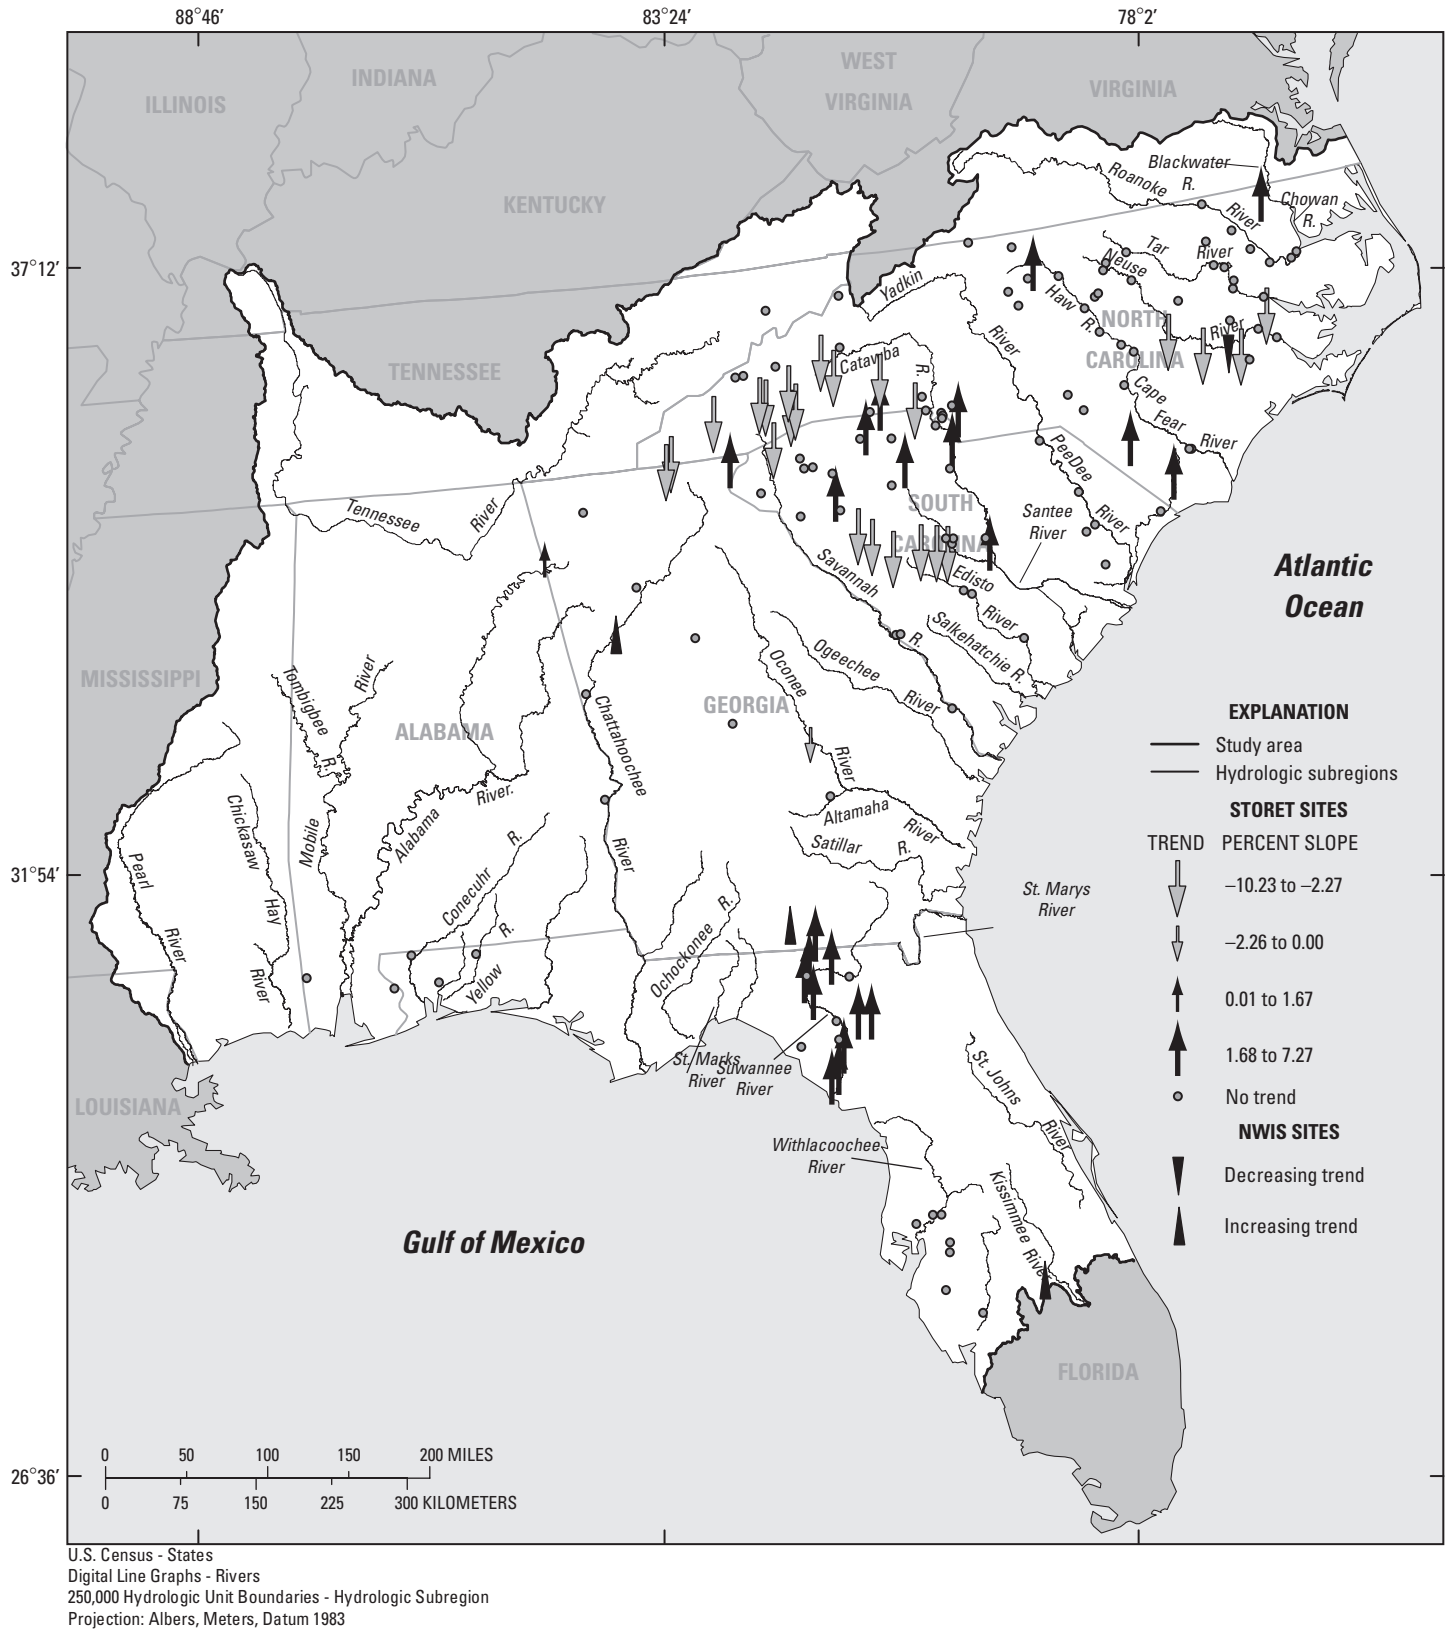 88°46′
83°24′
78°2′
WEST
VIRGINIA
VIRGINIA
INDIANA
ILLINOIS
KENTUCKY
Blackwater
R.
Roanoke
River
Chowan
R.
37°12′
Tar
River
Neuse
River
Yadkin
River
Haw
R.
NORTH
CAROLINA
TENNESSEE
Catawba
R.
Cape
Fear
River
PeeDee
River
Tennessee
River
SOUTH
CAROLINA
Santee
River
Savannah
R.
Edisto
River
Salkehatchie R.
Atlantic
Ocean
MISSISSIPPI
Tombigbee
R.
River
ALABAMA
GEORGIA
Oconee
River
Ogeechee
River
Chattahoochee
River
EXPLANATION
Study area
Hydrologic subregions
STORET SITES
TREND
PERCENT SLOPE
−10.23 to −2.27
−2.26 to 0.00
0.01 to 1.67
1.68 to 7.27
No trend
NWIS SITES
Decreasing trend
Increasing trend
Chickasaw
Hay
River
Mobile
Alabama
River.
Altamaha
River
Satillar
R.
31°54′
Pearl
River
Conecuhr
R.
Yellow
R.
Ochockonee
R.
St. Marys
River
St. Marks
River
Suwannee
River
LOUISIANA
St. Johns
River
Withlacoochee
River
Kissimmee River
Gulf of Mexico
FLORIDA
0 50 100 150 200 MILES
0 75 150 225 300 KILOMETERS
26°36′
U.S. Census - States
Digital Line Graphs - Rivers
250,000 Hydrologic Unit Boundaries - Hydrologic Subregion
Projection: Albers, Meters, Datum 1983